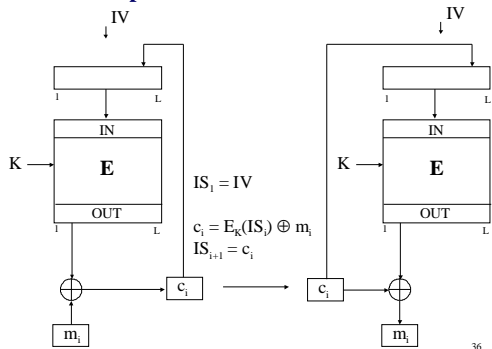 IV
IV
1 L
1 L
IN
IN
K E
K E
IS₁ = IV
OUT
OUT
1 L
1 L
cᵢ = E_K(ISᵢ) ⊕ mᵢ
ISᵢ₊₁ = cᵢ
cᵢ
cᵢ
mᵢ
mᵢ
36